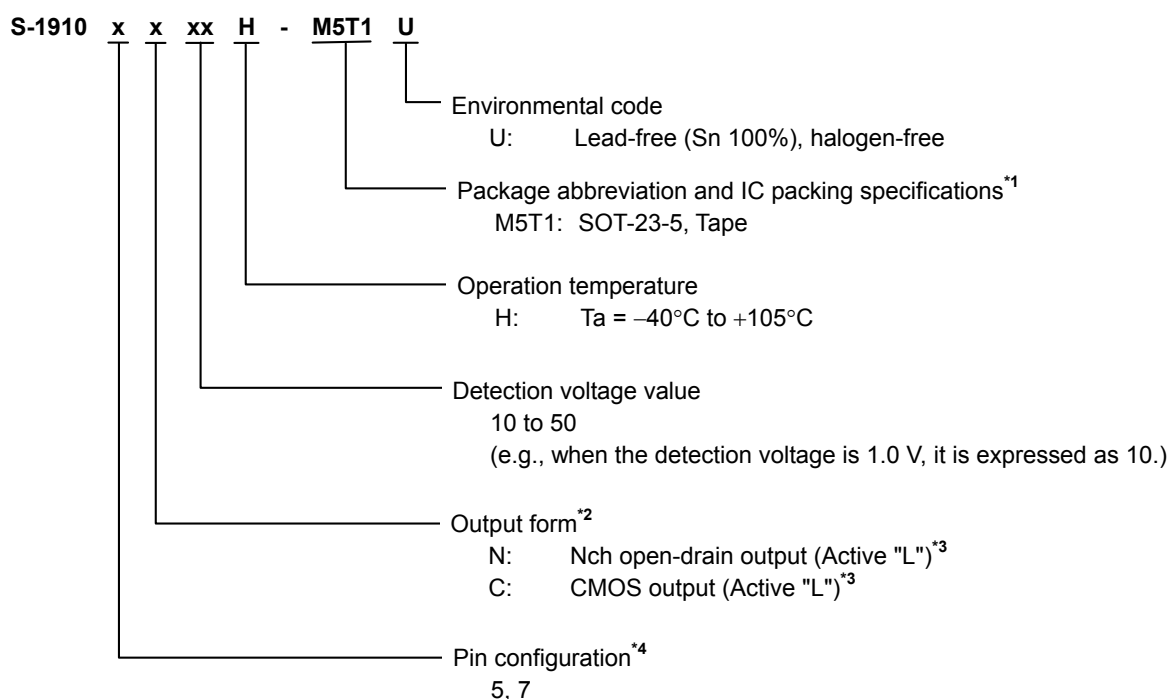 S-1910 x x xx H - M5T1 U
Environmental code
U: Lead-free (Sn 100%), halogen-free
Package abbreviation and IC packing specifications*1
M5T1: SOT-23-5, Tape
Operation temperature
H: Ta = −40°C to +105°C
Detection voltage value
10 to 50
(e.g., when the detection voltage is 1.0 V, it is expressed as 10.)
Output form*2
N: Nch open-drain output (Active "L")*3
C: CMOS output (Active "L")*3
Pin configuration*4
5, 7